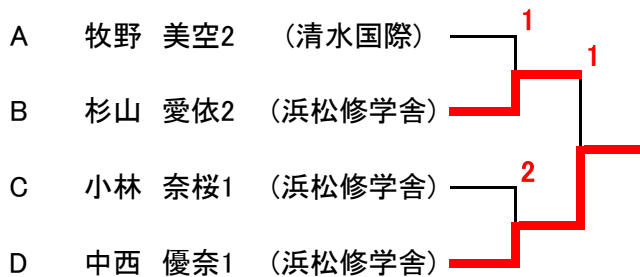 A 牧野 美空2 (清水国際)
1
1
B 杉山 愛依2 (浜松修学舎)
C 小林 奈桜1 (浜松修学舎)
2
D 中西 優奈1 (浜松修学舎)